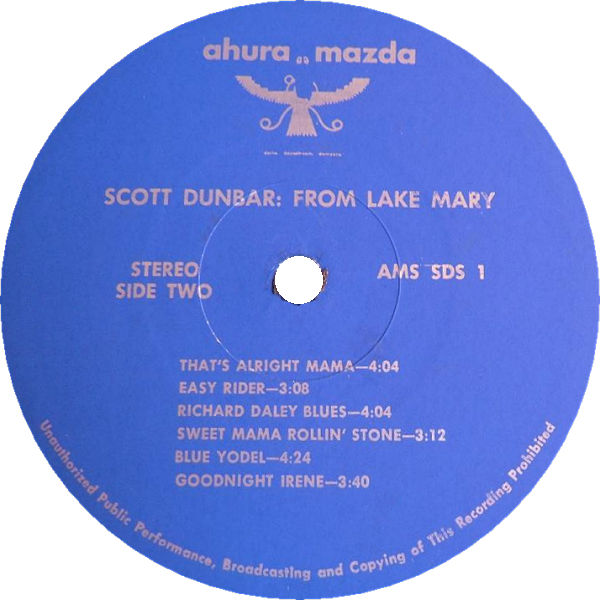 ahura mazda
SCOTT DUNBAR: FROM LAKE MARY
STEREO
SIDE TWO
AMS SDS 1
THAT'S ALRIGHT MAMA—4:04
EASY RIDER—3:08
RICHARD DALEY BLUES—4:04
SWEET MAMA ROLLIN' STONE—3:12
BLUE YODEL—4:24
GOODNIGHT IRENE—3:40
Unauthorized Public Performance, Broadcasting and Copying of This Recording Prohibited